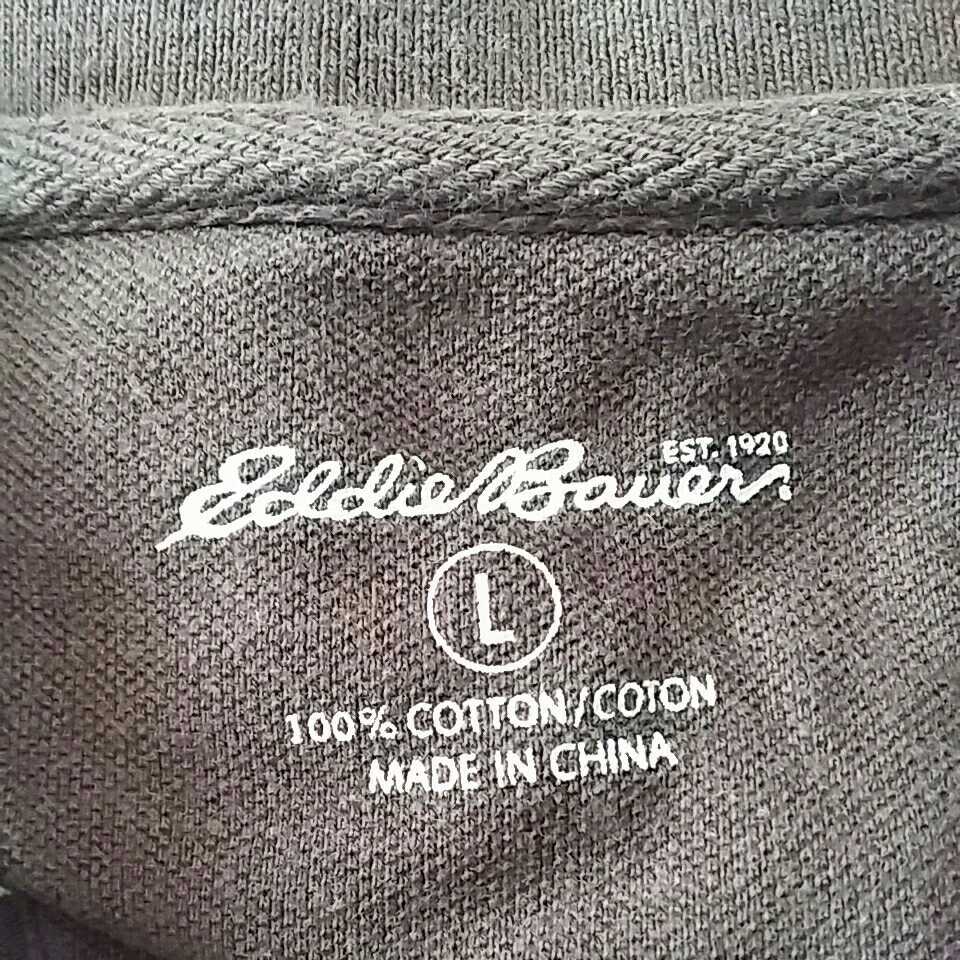 EST. 1920
Eddie Bauer
L
100% COTTON/COTON
MADE IN CHINA